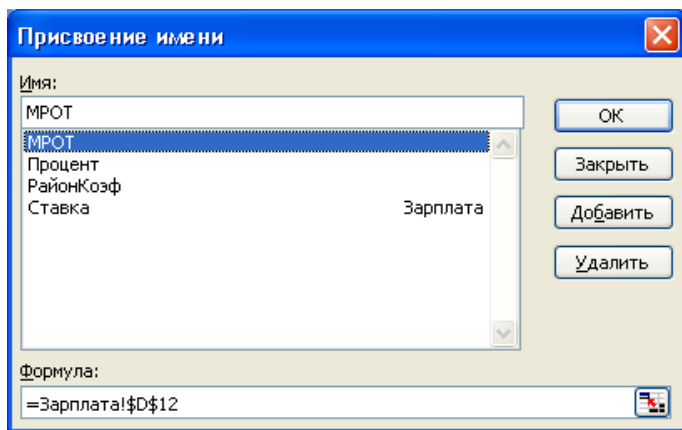 Присвоение имени
Имя:
МРОТ
МРОТ
Процент
РайонКоэф
Ставка Зарплата
ОК
Закрыть
Добавить
Удалить
Формула:
=Зарплата!$D$12